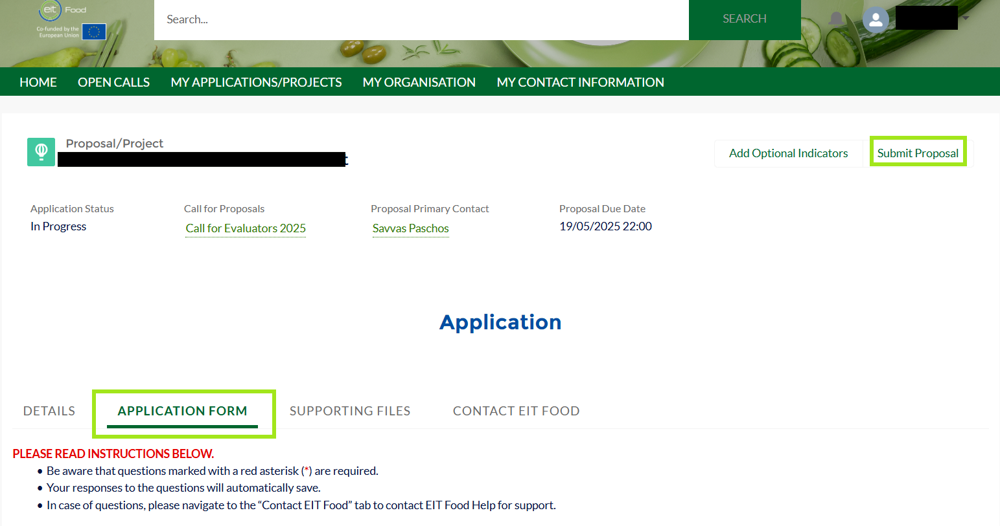 eit Food
Co-funded by the
European Union
Search...
SEARCH
HOME OPEN CALLS MY APPLICATIONS/PROJECTS MY ORGANISATION MY CONTACT INFORMATION
Proposal/Project
Add Optional Indicators Submit Proposal
Application Status Call for Proposals Proposal Primary Contact Proposal Due Date
In Progress Call for Evaluators 2025 Savvas Paschos 19/05/2025 22:00
Application
DETAILS APPLICATION FORM SUPPORTING FILES CONTACT EIT FOOD
PLEASE READ INSTRUCTIONS BELOW.
• Be aware that questions marked with a red asterisk (*) are required.
• Your responses to the questions will automatically save.
• In case of questions, please navigate to the “Contact EIT Food” tab to contact EIT Food Help for support.